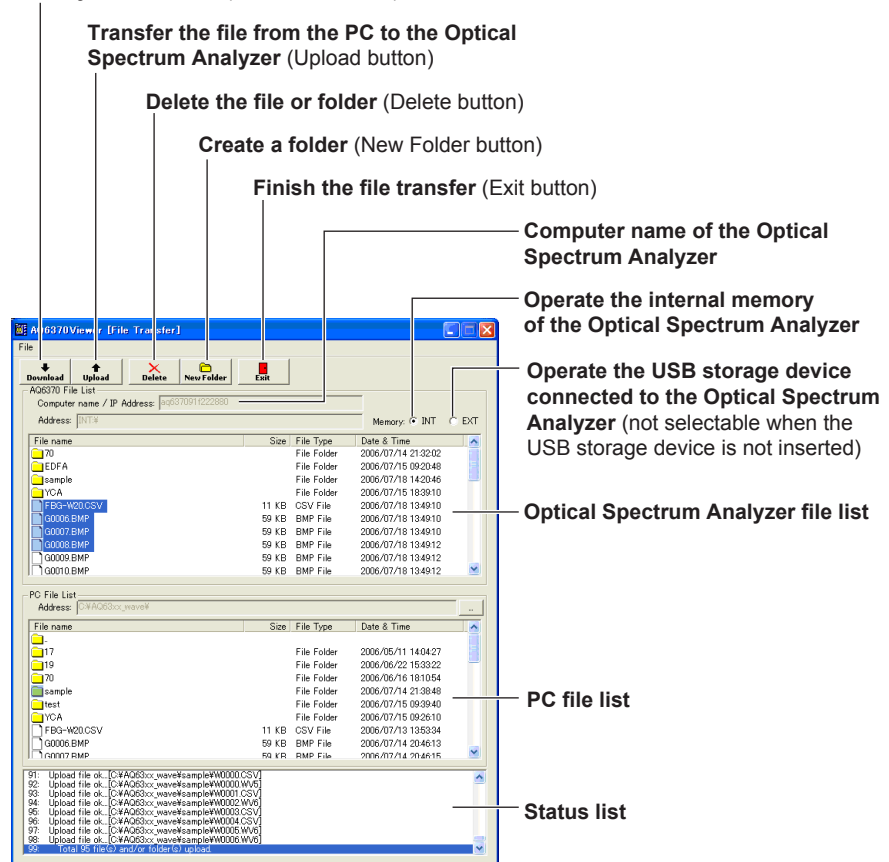 Transfer the file from the PC to the Optical
Spectrum Analyzer (Upload button)
Delete the file or folder (Delete button)
Create a folder (New Folder button)
Finish the file transfer (Exit button)
Computer name of the Optical
Spectrum Analyzer
Operate the internal memory
of the Optical Spectrum Analyzer
Operate the USB storage device
connected to the Optical Spectrum
Analyzer (not selectable when the
USB storage device is not inserted)
Optical Spectrum Analyzer file list
PC file list
Status list
AQ6370Viewer [File Transfer]
File
Download Upload Delete New Folder Exit
AQ6370 File List
Computer name / IP Address: aq637091f222880
Address: INT:¥ Memory: INT EXT
File name Size File Type Date & Time
70 File Folder 2006/07/14 21:32:02
EDFA File Folder 2006/07/15 09:20:48
sample File Folder 2006/07/18 14:20:46
YCA File Folder 2006/07/15 18:39:10
FBG-W20.CSV 11 KB CSV File 2006/07/18 13:49:10
G0006.BMP 59 KB BMP File 2006/07/18 13:49:10
G0007.BMP 59 KB BMP File 2006/07/18 13:49:10
G0008.BMP 59 KB BMP File 2006/07/18 13:49:12
G0009.BMP 59 KB BMP File 2006/07/18 13:49:12
G0010.BMP 59 KB BMP File 2006/07/18 13:49:12
PC File List
Address: C:¥AQ63xx_wave¥ ..
File name Size File Type Date & Time
..
17 File Folder 2006/05/11 14:04:27
19 File Folder 2006/06/22 15:33:22
70 File Folder 2006/06/16 18:10:54
sample File Folder 2006/07/14 21:38:48
test File Folder 2006/07/15 09:39:40
YCA File Folder 2006/07/15 09:26:10
FBG-W20.CSV 11 KB CSV File 2006/07/13 13:53:34
G0006.BMP 59 KB BMP File 2006/07/14 20:46:13
G0007.BMP 59 KB BMP File 2006/07/14 20:46:15
91: Upload file ok...[C:¥AQ63xx_wave¥sample¥W0000.CSV]
92: Upload file ok...[C:¥AQ63xx_wave¥sample¥W0000.WV5]
93: Upload file ok...[C:¥AQ63xx_wave¥sample¥W0001.CSV]
94: Upload file ok...[C:¥AQ63xx_wave¥sample¥W0002.WV6]
95: Upload file ok...[C:¥AQ63xx_wave¥sample¥W0003.CSV]
96: Upload file ok...[C:¥AQ63xx_wave¥sample¥W0004.CSV]
97: Upload file ok...[C:¥AQ63xx_wave¥sample¥W0005.WV6]
98: Upload file ok...[C:¥AQ63xx_wave¥sample¥W0006.WV6]
99: Total 95 file(s) and/or folder(s) upload.